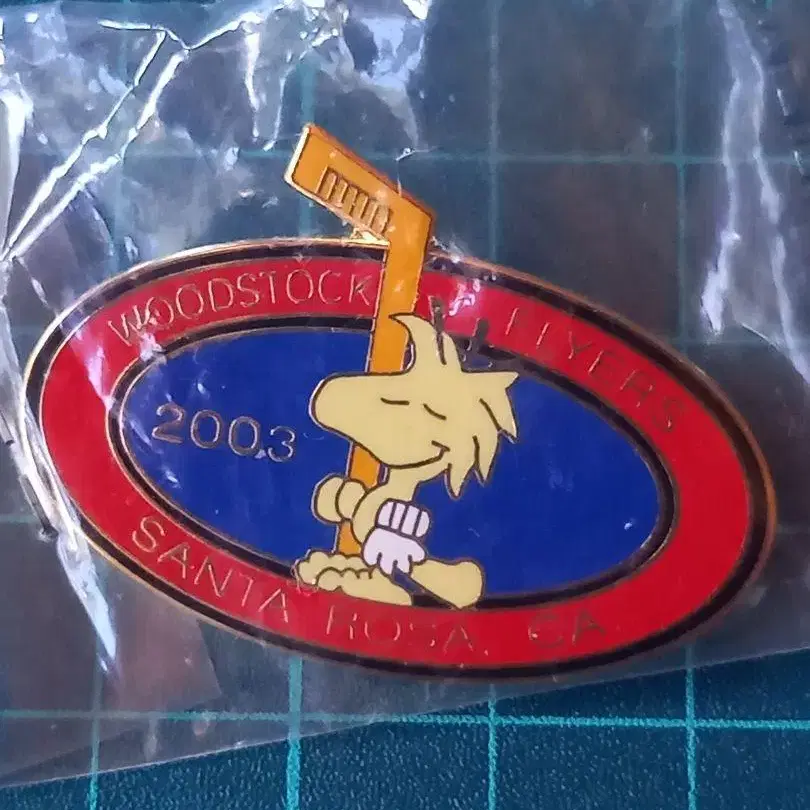 WOODSTOCK FLYERS
2003
SANTA ROSA, CA